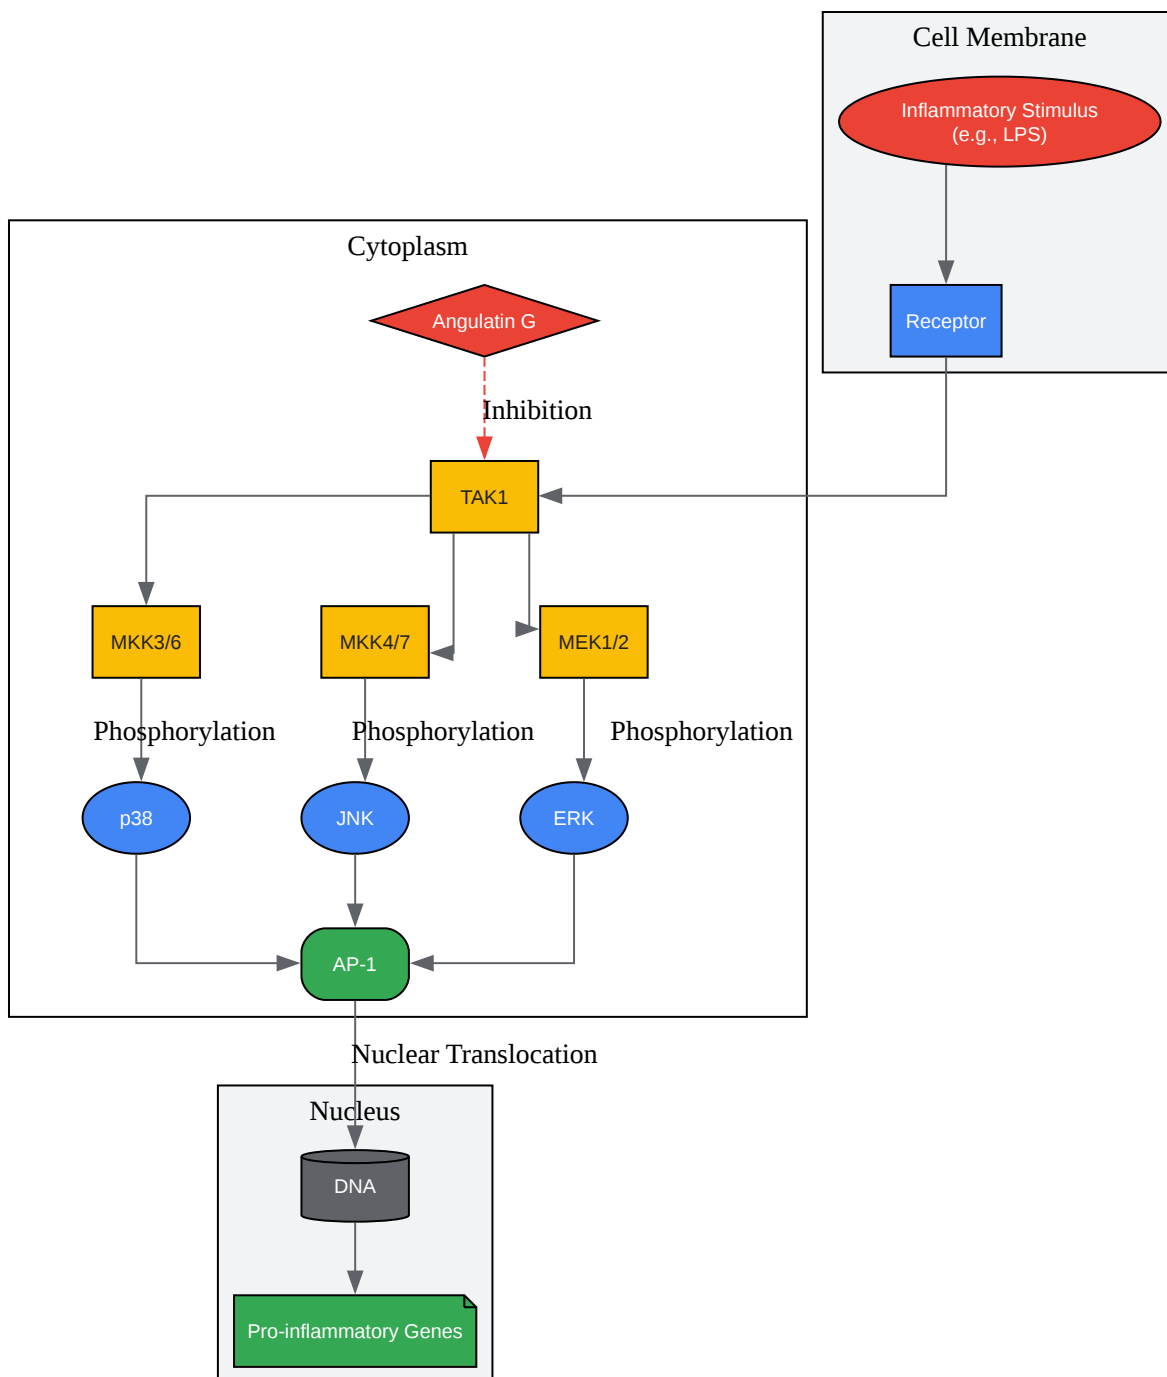 Cell Membrane
Inflammatory Stimulus
(e.g., LPS)
Receptor
Cytoplasm
Angulatin G
Inhibition
TAK1
MKK3/6
MKK4/7
MEK1/2
Phosphorylation
Phosphorylation
Phosphorylation
p38
JNK
ERK
AP-1
Nuclear Translocation
Nucleus
DNA
Pro-inflammatory Genes